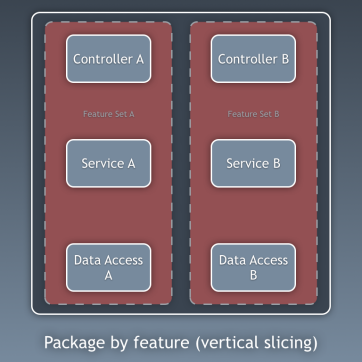 Controller A
Controller B
Feature Set A
Feature Set B
Service A
Service B
Data Access
A
Data Access
B
Package by feature (vertical slicing)